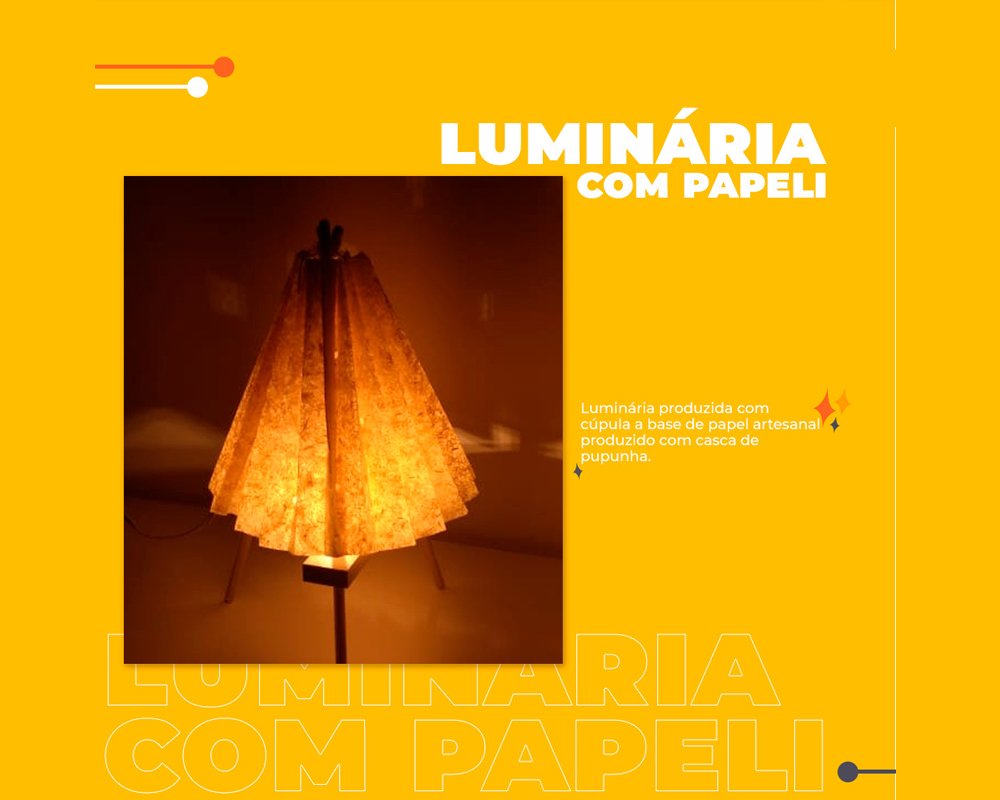 LUMINÁRIA
COM PAPELI
Luminária produzida com
cúpula a base de papel artesanal
produzido com casca de
pupunha.
LUMINÁRIA
COM PAPELI